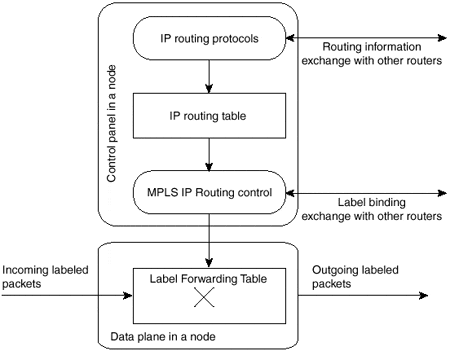 IP routing protocols
Routing information
exchange with other routers
Control panel in a node
IP routing table
MPLS IP Routing control
Label binding
exchange with other routers
Incoming labeled
packets
Label Forwarding Table
Outgoing labeled
packets
Data plane in a node